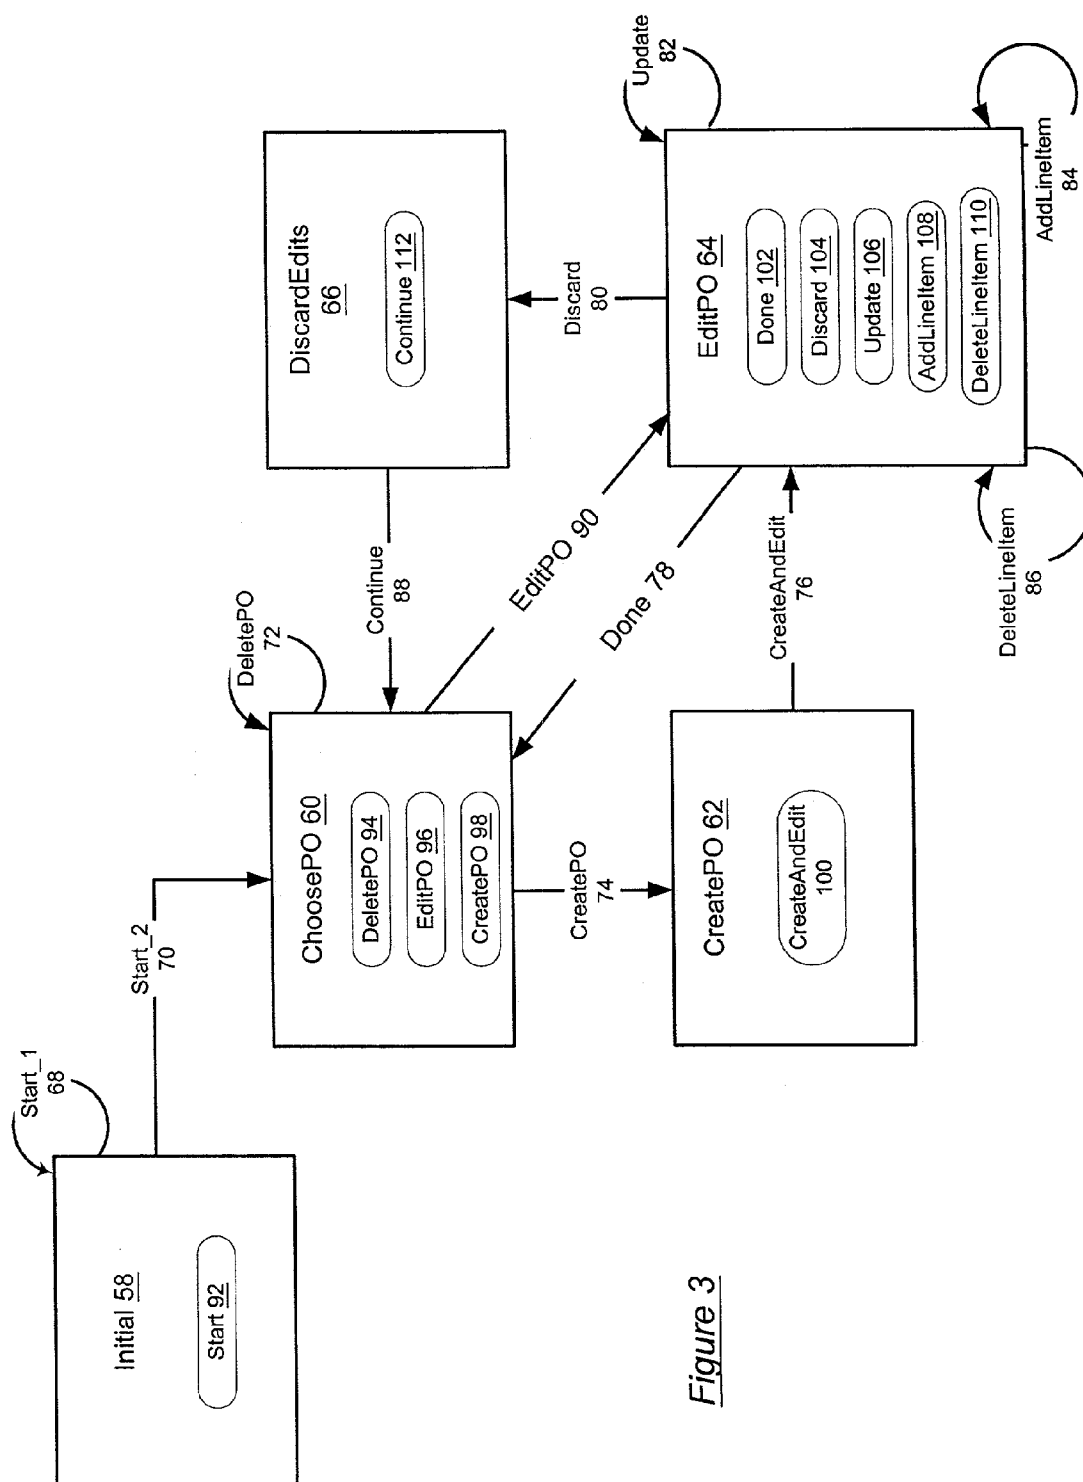 Initial 58
Start 92
Start_1
68
Start_2
70
ChoosePO 60
DeletePO 94
EditPO 96
CreatePO 98
DeletePO
72
Continue
88
DiscardEdits
66
Continue 112
CreatePO
74
EditPO 90
Done 78
Discard
80
CreatePO 62
CreateAndEdit
100
CreateAndEdit
76
EditPO 64
Done 102
Discard 104
Update 106
AddLineItem 108
DeleteLineItem 110
Update
82
AddLineItem
84
DeleteLineItem
86
Figure 3